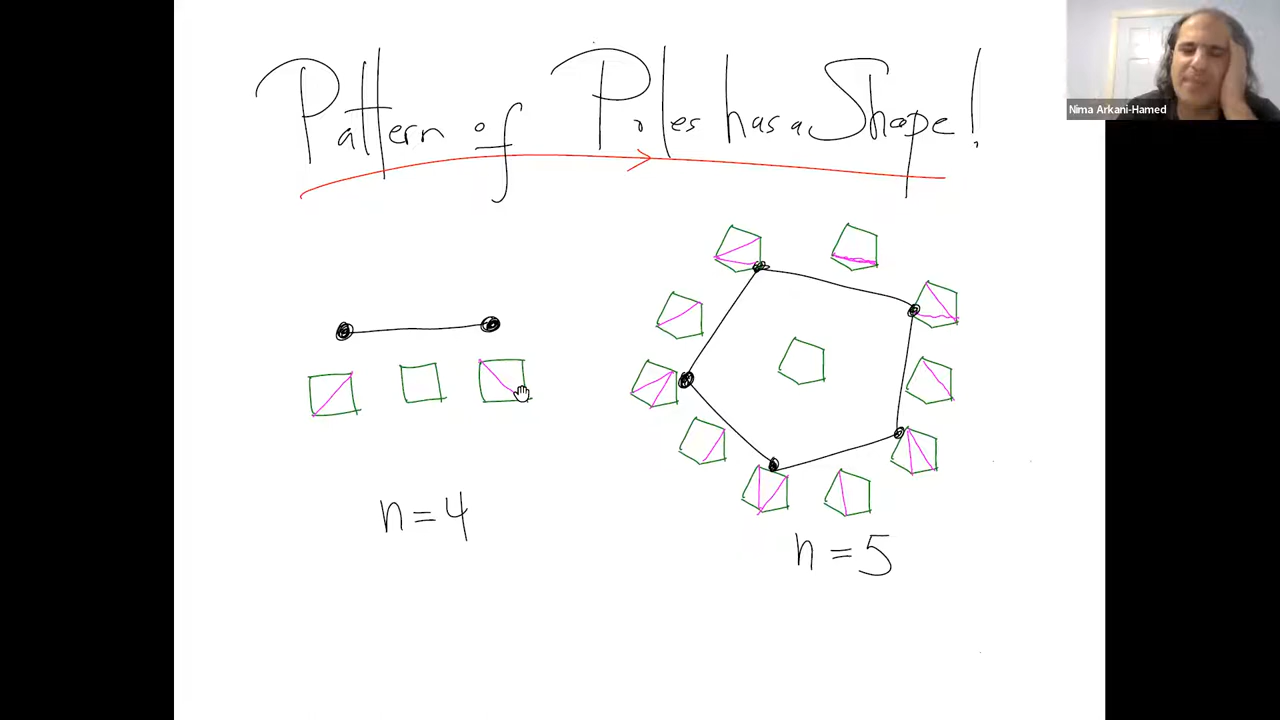 Pattern of Poles has a Shape!
Nima Arkani-Hamed
n = 4
n = 5